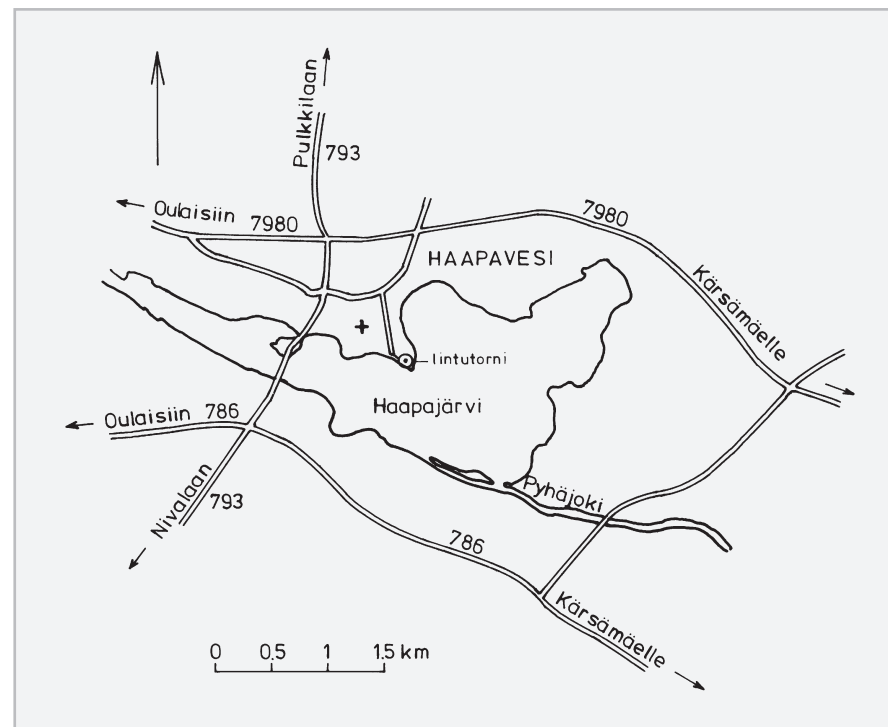 Pulkkilaan
793
Oulaisiin
7980
7980
HAAPAVESI
Kärsämäelle
lintutorni
Haapajärvi
Oulaisiin
786
Nivalaan
793
Pyhäjoki
786
Kärsämäelle
0 0.5 1 1.5 km